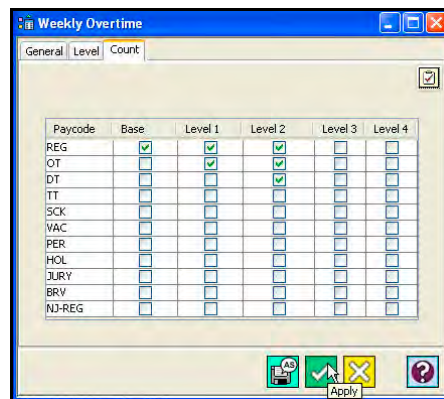 Weekly Overtime
General Level Count
Paycode Base Level 1 Level 2 Level 3 Level 4
REG
OT
DT
TT
SCK
VAC
PER
HOL
JURY
BRV
NJ-REG
AS
Apply